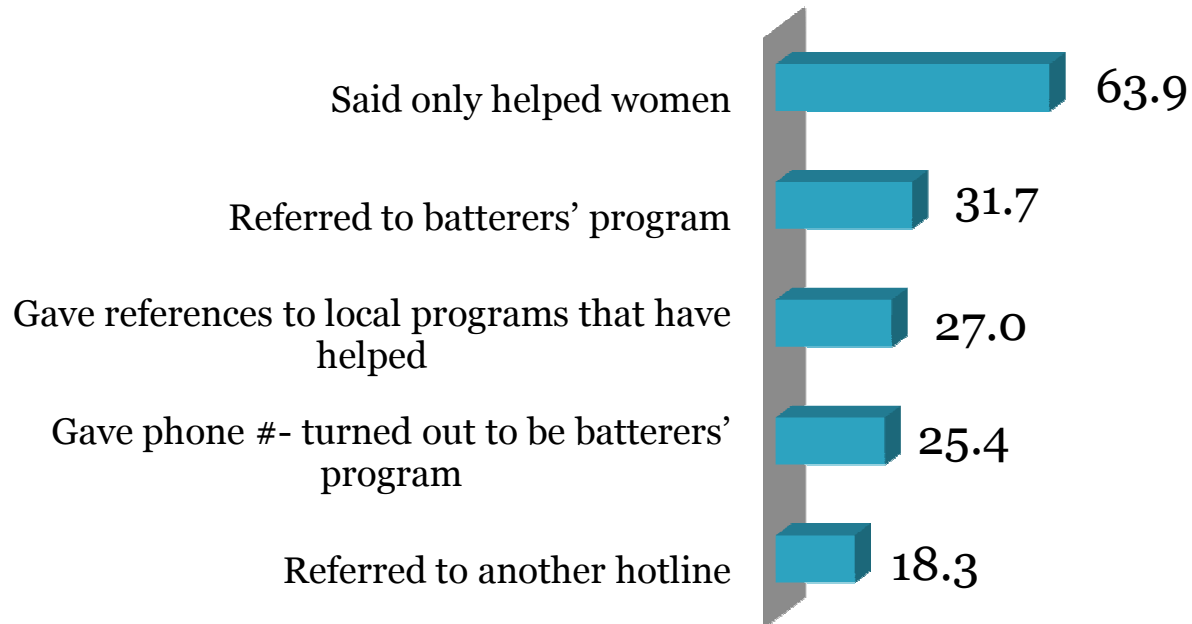 Said only helped women
63.9
Referred to batterers’ program
31.7
Gave references to local programs that have
helped
27.0
Gave phone #- turned out to be batterers’
program
25.4
Referred to another hotline
18.3